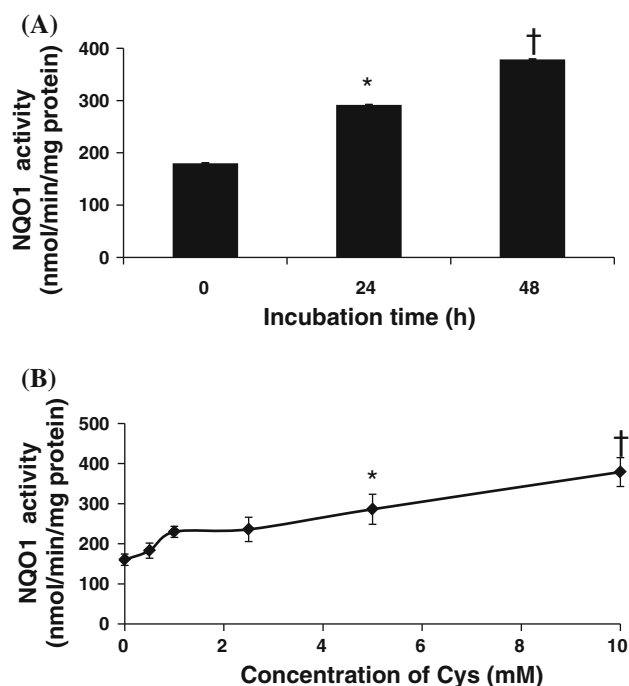 (A)
NQO1 activity
(nmol/min/mg protein)
400
300
200
100
0
*
†
0 24 48
Incubation time (h)
(B)
NQO1 activity
(nmol/min/mg protein)
500
400
300
200
100
0
*
†
0 2 4 6 8 10
Concentration of Cys (mM)